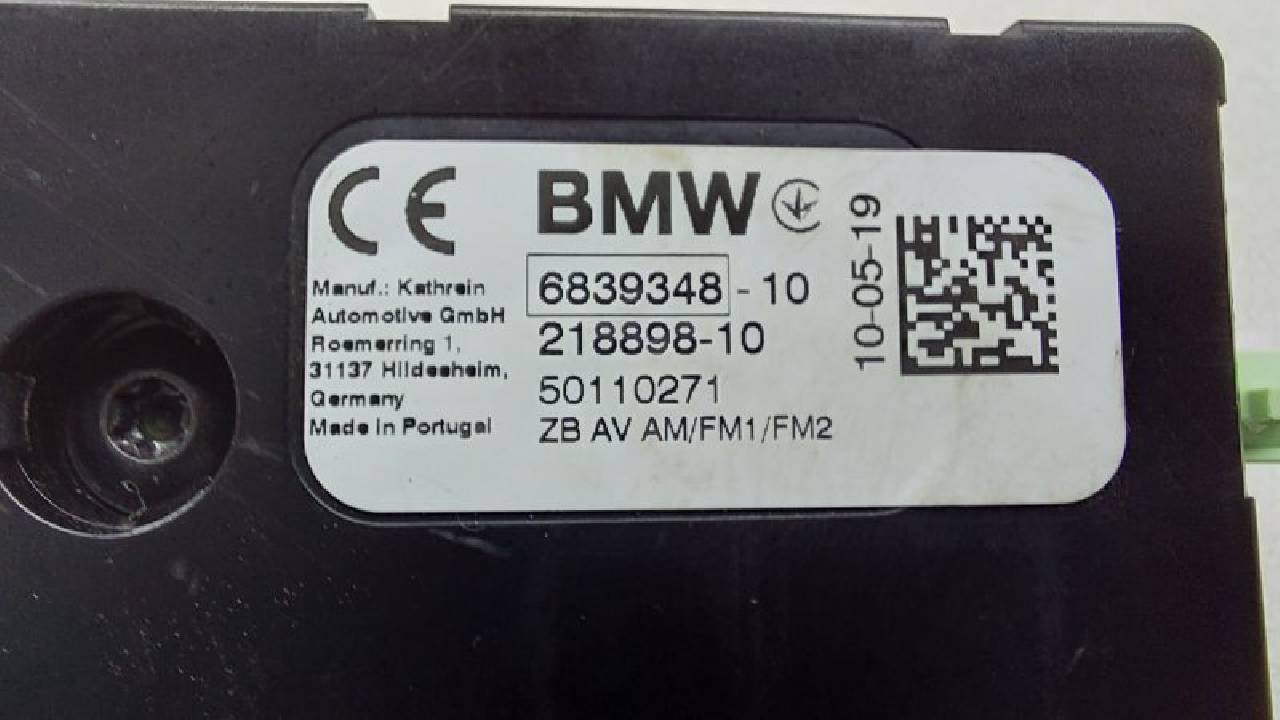 CE
BMW
Manuf.: Kathrein
Automotive GmbH
Roemerring 1,
31137 Hildesheim,
Germany
Made in Portugal
6839348 - 10
218898-10
50110271
ZB AV AM/FM1/FM2
10-05-19